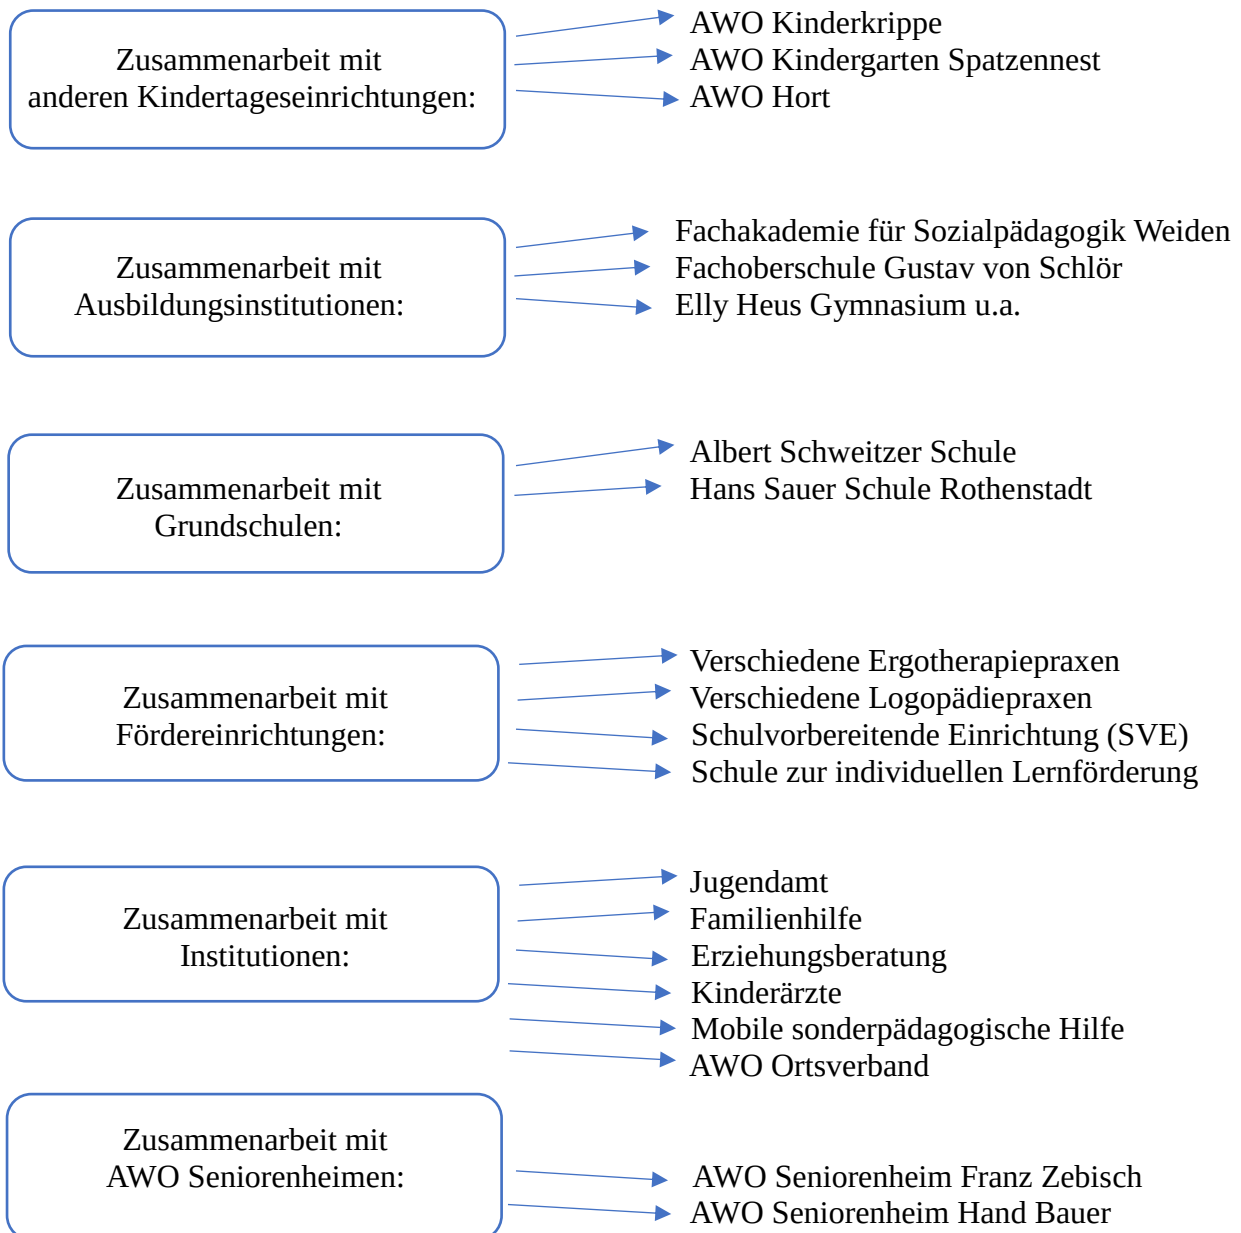 Zusammenarbeit mit
anderen Kindertageseinrichtungen:
AWO Kinderkrippe
AWO Kindergarten Spatzennest
AWO Hort
Zusammenarbeit mit
Ausbildungsinstitutionen:
Fachakademie für Sozialpädagogik Weiden
Fachoberschule Gustav von Schlör
Elly Heus Gymnasium u.a.
Zusammenarbeit mit
Grundschulen:
Albert Schweitzer Schule
Hans Sauer Schule Rothenstadt
Zusammenarbeit mit
Fördereinrichtungen:
Verschiedene Ergotherapiepraxen
Verschiedene Logopädiepraxen
Schulvorbereitende Einrichtung (SVE)
Schule zur individuellen Lernförderung
Zusammenarbeit mit
Institutionen:
Jugendamt
Familienhilfe
Erziehungsberatung
Kinderärzte
Mobile sonderpädagogische Hilfe
AWO Ortsverband
Zusammenarbeit mit
AWO Seniorenheimen:
AWO Seniorenheim Franz Zebisch
AWO Seniorenheim Hand Bauer